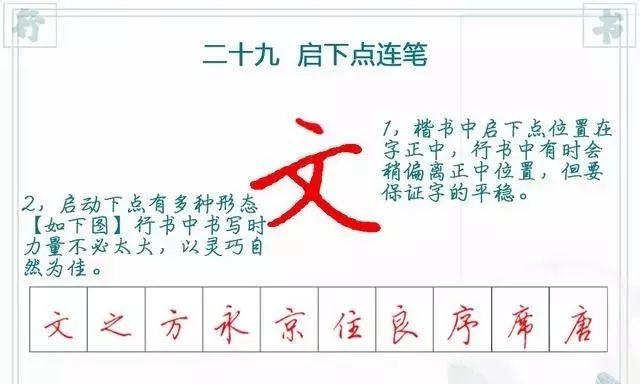 行
书
二十九 启下点连笔
文
1，楷书中启下点位置在
字正中，行书中有时会
稍偏离正中位置，但要
保证字的平稳。
2，启动下点有多种形态
【如下图】行书中书写时
力量不必太大，以灵巧自
然为佳。
文 之 方 永 京 住 良 序 席 唐